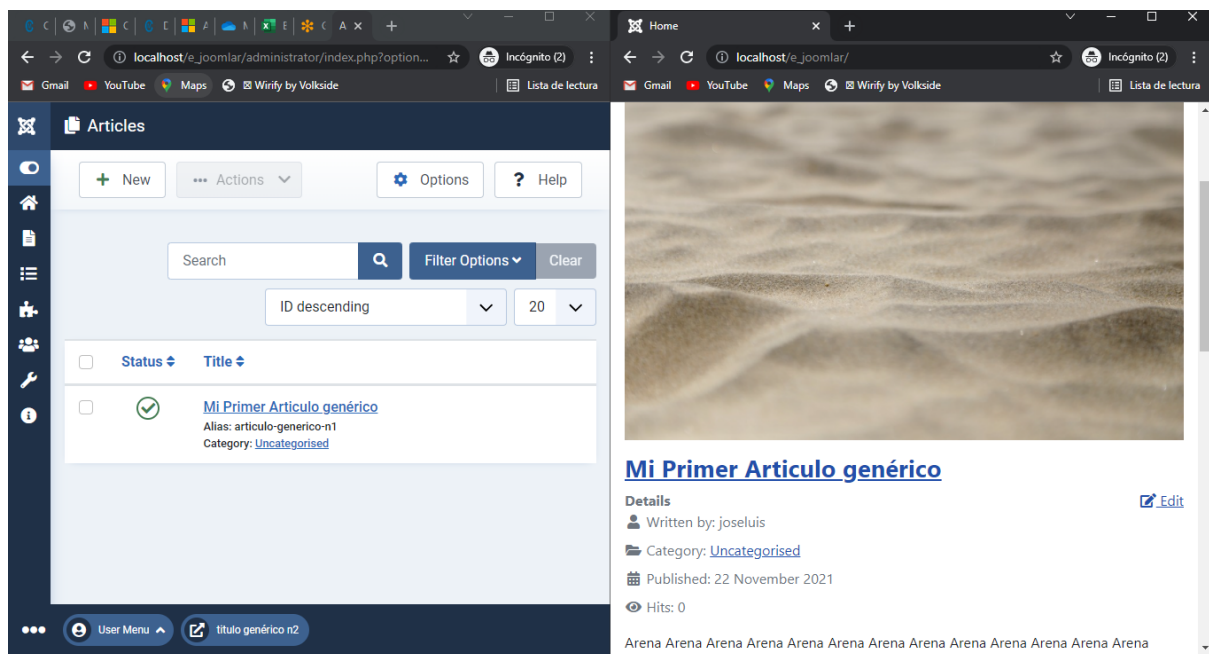 A
localhost/e_joomlar/administrator/index.php?option...
Incógnito (2)
Gmail
YouTube
Maps
Wirify by Volkside
Lista de lectura
Articles
New
Actions
Options
Help
Search
Filter Options
Clear
ID descending
20
Status
Title
Mi Primer Articulo genérico
Alias: articulo-generico-n1
Category: Uncategorised
User Menu
titulo genérico n2
Home
localhost/e_joomlar/
Incógnito (2)
Gmail
YouTube
Maps
Wirify by Volkside
Lista de lectura
Mi Primer Articulo genérico
Details
Edit
Written by: joseluis
Category: Uncategorised
Published: 22 November 2021
Hits: 0
Arena Arena Arena Arena Arena Arena Arena Arena Arena Arena Arena Arena Arena